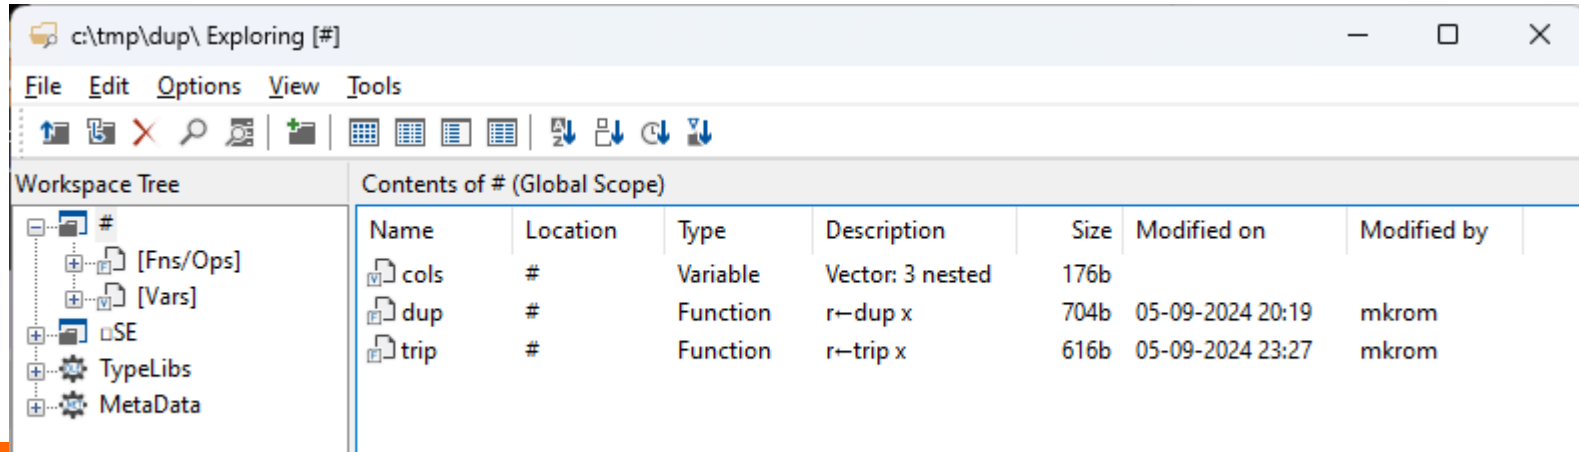 c:\tmp\dup\ Exploring [#]
File Edit Options View Tools
Workspace Tree
Contents of # (Global Scope)
#
[Fns/Ops]
[Vars]
⎕SE
TypeLibs
MetaData
Name Location Type Description Size Modified on Modified by
cols # Variable Vector: 3 nested 176b
dup # Function r←dup x 704b 05-09-2024 20:19 mkrom
trip # Function r←trip x 616b 05-09-2024 23:27 mkrom